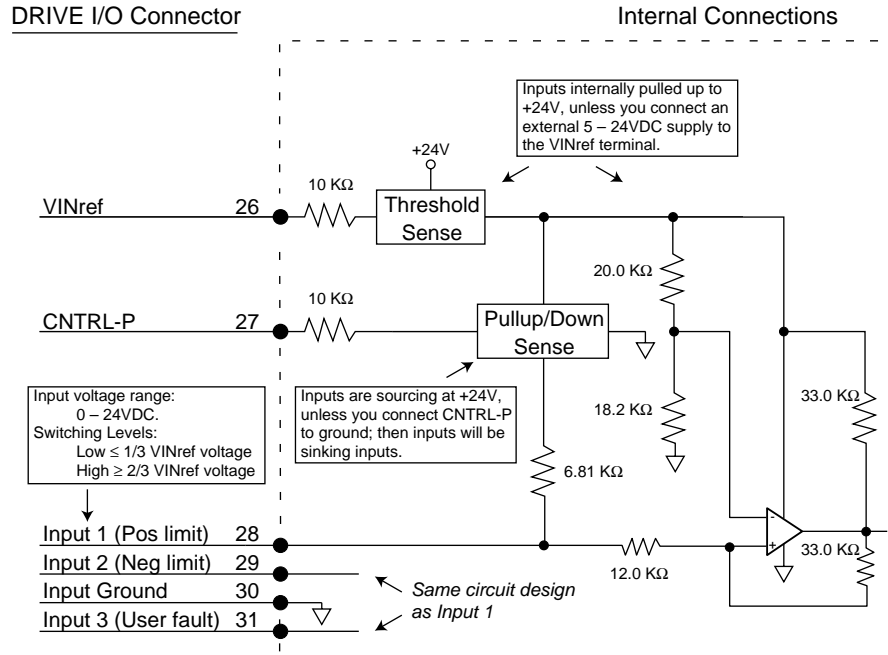 DRIVE I/O Connector
Internal Connections
Inputs internally pulled up to
+24V, unless you connect an
external 5 – 24VDC supply to
the VINref terminal.
+24V
10 KΩ
VINref 26
Threshold
Sense
20.0 KΩ
10 KΩ
CNTRL-P 27
Pullup/Down
Sense
Input voltage range:
0 – 24VDC.
Switching Levels:
Low ≤ 1/3 VINref voltage
High ≥ 2/3 VINref voltage
Inputs are sourcing at +24V,
unless you connect CNTRL-P
to ground; then inputs will be
sinking inputs.
18.2 KΩ
33.0 KΩ
6.81 KΩ
Input 1 (Pos limit) 28
-
+
33.0 KΩ
12.0 KΩ
Input 2 (Neg limit) 29
Input Ground 30
Input 3 (User fault) 31
Same circuit design
as Input 1